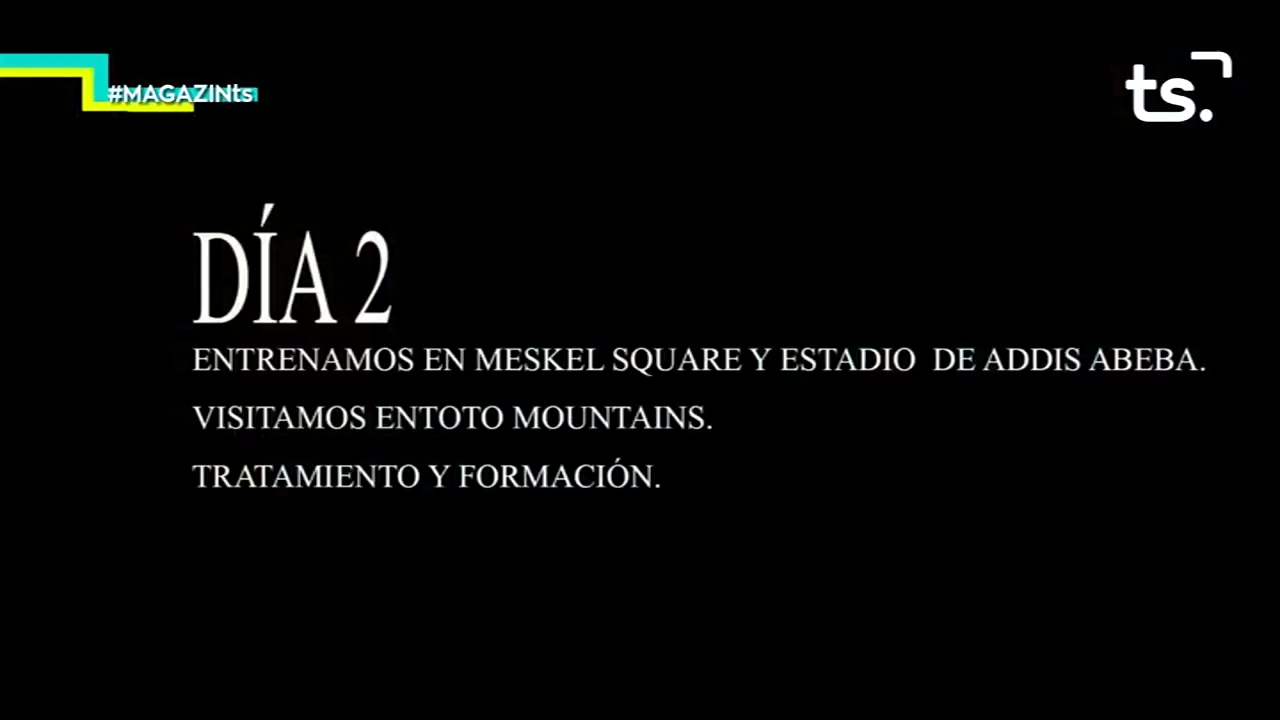 #MAGAZINts
ts.
DÍA 2
ENTRENAMOS EN MESKEL SQUARE Y ESTADIO DE ADDIS ABEBA.
VISITAMOS ENTOTO MOUNTAINS.
TRATAMIENTO Y FORMACIÓN.